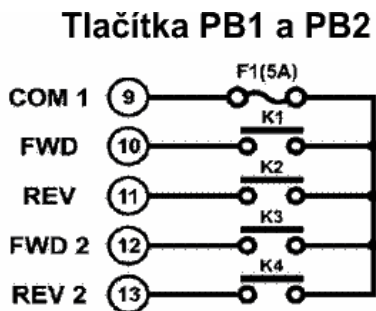 Tlačítka PB1 a PB2
F1(5A)
COM 1 9
K1
FWD 10
K2
REV 11
K3
FWD 2 12
K4
REV 2 13